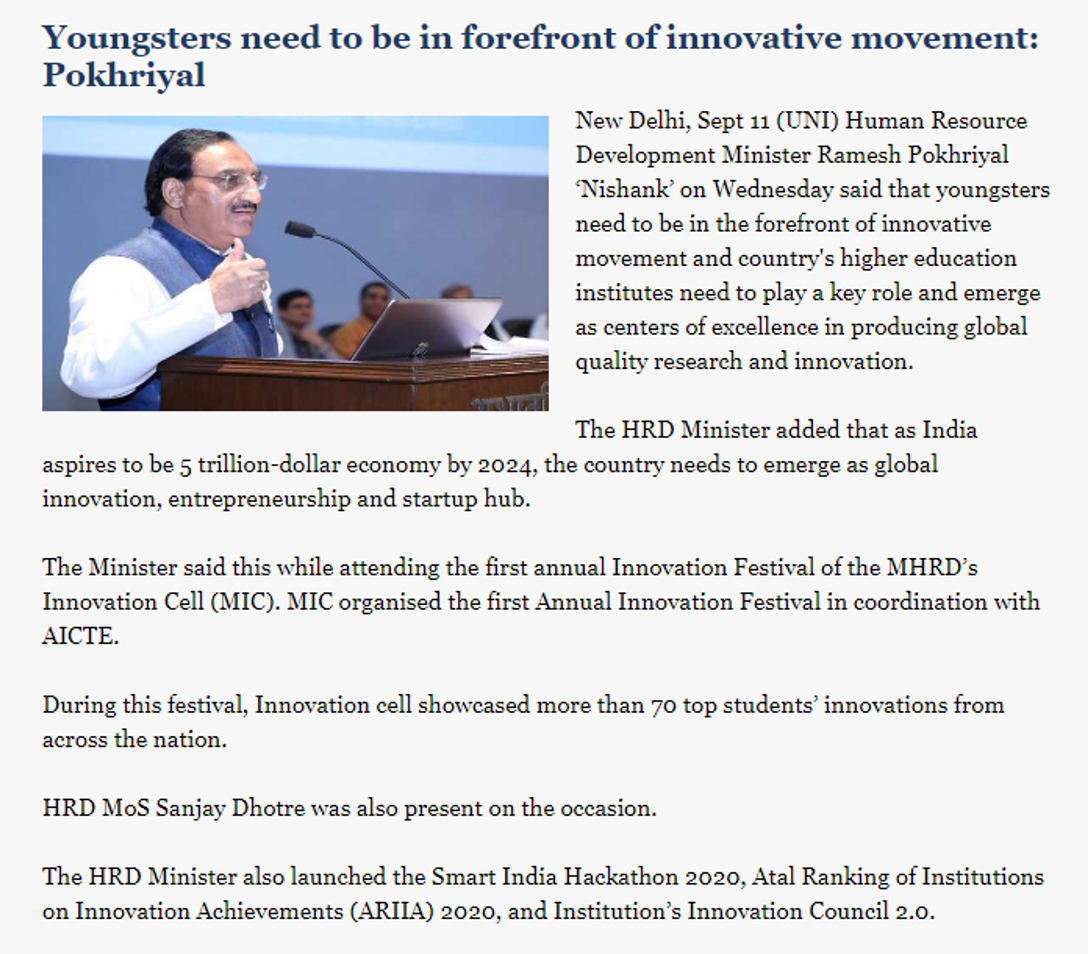 Youngsters need to be in forefront of innovative movement:
Pokhriyal
New Delhi, Sept 11 (UNI) Human Resource
Development Minister Ramesh Pokhriyal
‘Nishank’ on Wednesday said that youngsters
need to be in the forefront of innovative
movement and country's higher education
institutes need to play a key role and emerge
as centers of excellence in producing global
quality research and innovation.
The HRD Minister added that as India
aspires to be 5 trillion-dollar economy by 2024, the country needs to emerge as global
innovation, entrepreneurship and startup hub.
The Minister said this while attending the first annual Innovation Festival of the MHRD’s
Innovation Cell (MIC). MIC organised the first Annual Innovation Festival in coordination with
AICTE.
During this festival, Innovation cell showcased more than 70 top students’ innovations from
across the nation.
HRD MoS Sanjay Dhotre was also present on the occasion.
The HRD Minister also launched the Smart India Hackathon 2020, Atal Ranking of Institutions
on Innovation Achievements (ARIIA) 2020, and Institution’s Innovation Council 2.0.